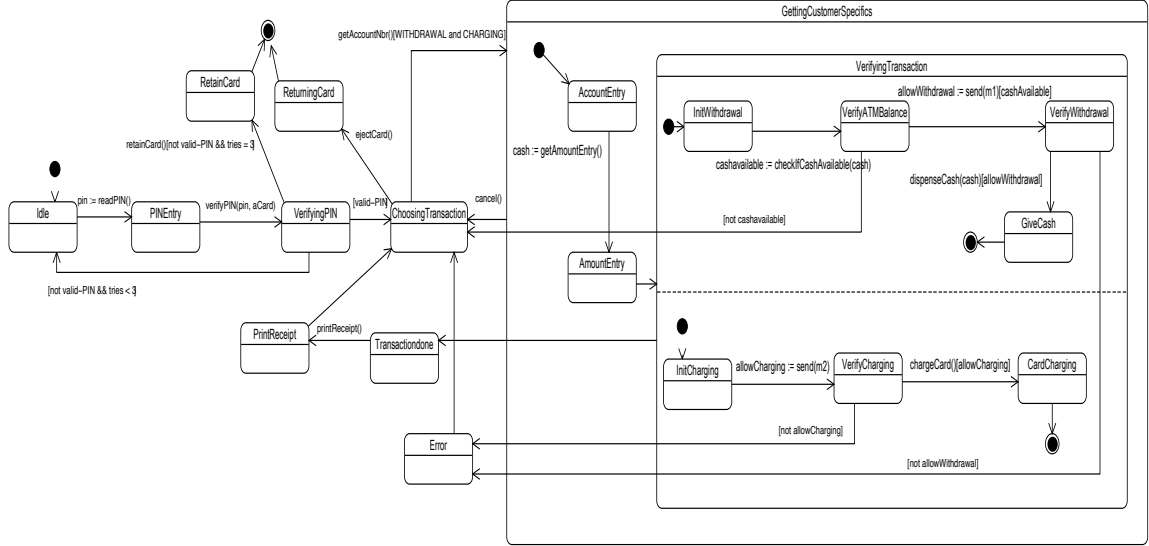 GettingCustomerSpecifics
getAccountNbr()[WITHDRAWAL and CHARGING]
VerifyingTransaction
RetainCard
ReturningCard
AccountEntry
allowWithdrawal := send(m1)[cashAvailable]
InitWithdrawal
VerifyATMBalance
VerifyWithdrawal
ejectCard()
retainCard()[not valid-PIN && tries = 3]
cash := getAmountEntry()
cashavailable := checkIfCashAvailable(cash)
dispenseCash(cash)[allowWithdrawal]
pin := readPIN()
verifyPIN(pin, aCard)
[valid-PIN]
cancel()
Idle
PINEntry
VerifyingPIN
ChoosingTransaction
[not cashavailable]
GiveCash
AmountEntry
[not valid-PIN && tries < 3]
PrintReceipt
printReceipt()
Transactiondone
InitCharging
allowCharging := send(m2)
VerifyCharging
chargeCard()[allowCharging]
CardCharging
[not allowCharging]
Error
[not allowWithdrawal]